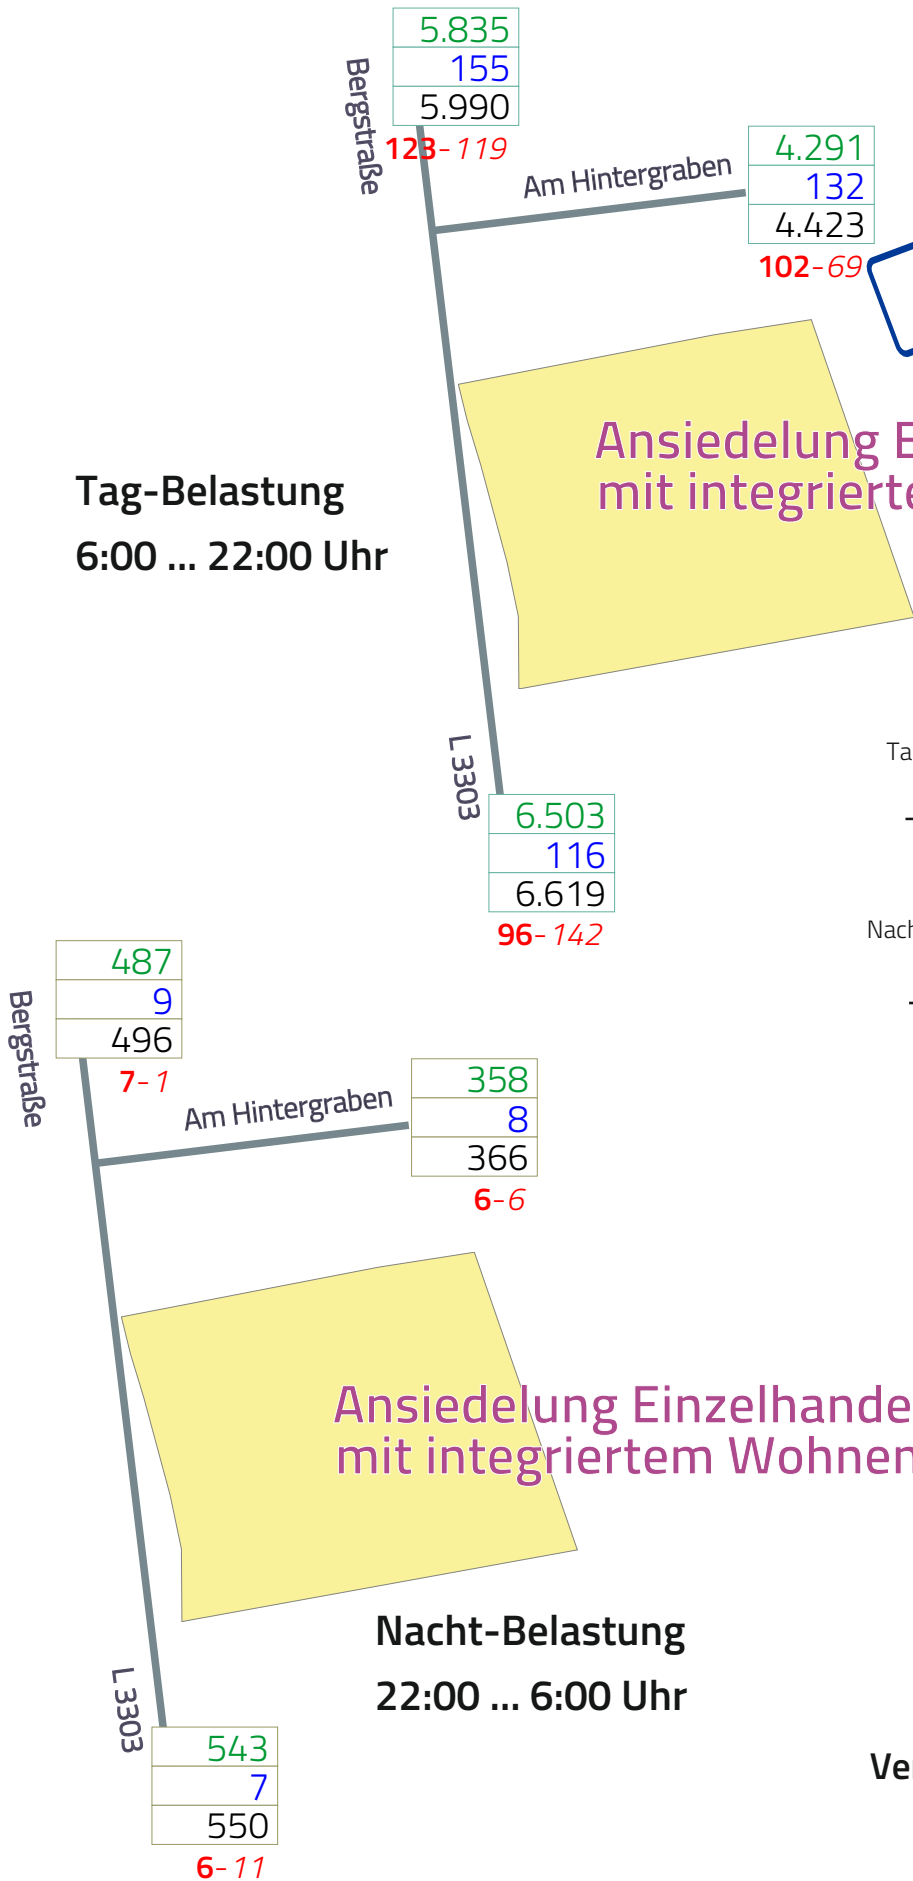 5.835
155
5.990
123-119
Bergstraße
Am Hintergraben
4.291
132
4.423
102-69
Ansiedelung E
mit integrierte
Tag-Belastung
6:00 ... 22:00 Uhr
L 3303
6.503
116
6.619
96-142
Ta
Nach
487
9
496
7-1
Bergstraße
Am Hintergraben
358
8
366
6-6
Ansiedelung Einzelhande
mit integriertem Wohnen
Nacht-Belastung
22:00 ... 6:00 Uhr
L 3303
543
7
550
6-11
Ver